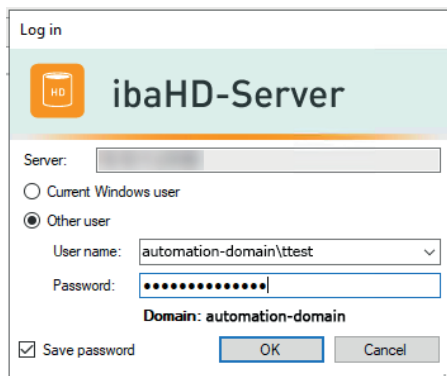 Log in
HD
ibaHD-Server
Server:
Current Windows user
Other user
User name: automation-domain\ttest
Password: ••••••••••••••
Domain: automation-domain
Save password OK Cancel